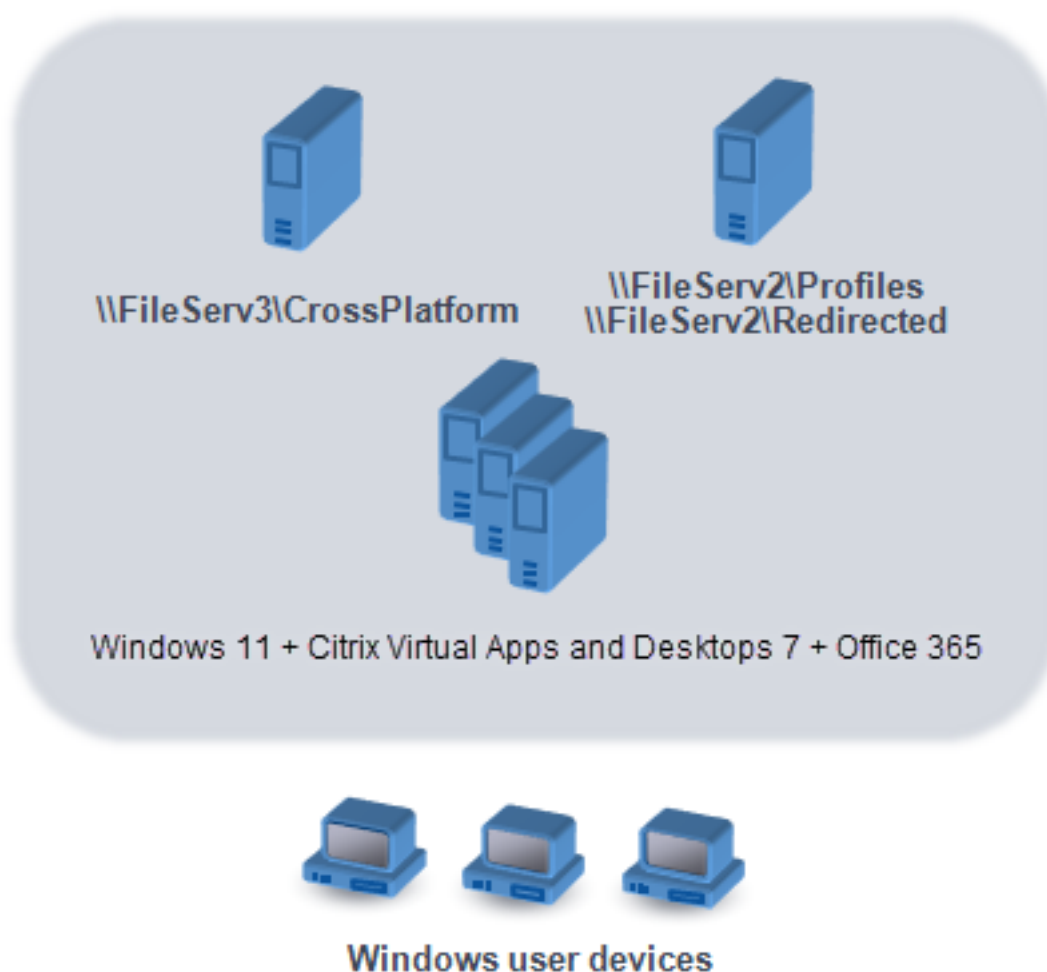 \\FileServ3\CrossPlatform
\\FileServ2\Profiles
\\FileServ2\Redirected
Windows 11 + Citrix Virtual Apps and Desktops 7 + Office 365
Windows user devices